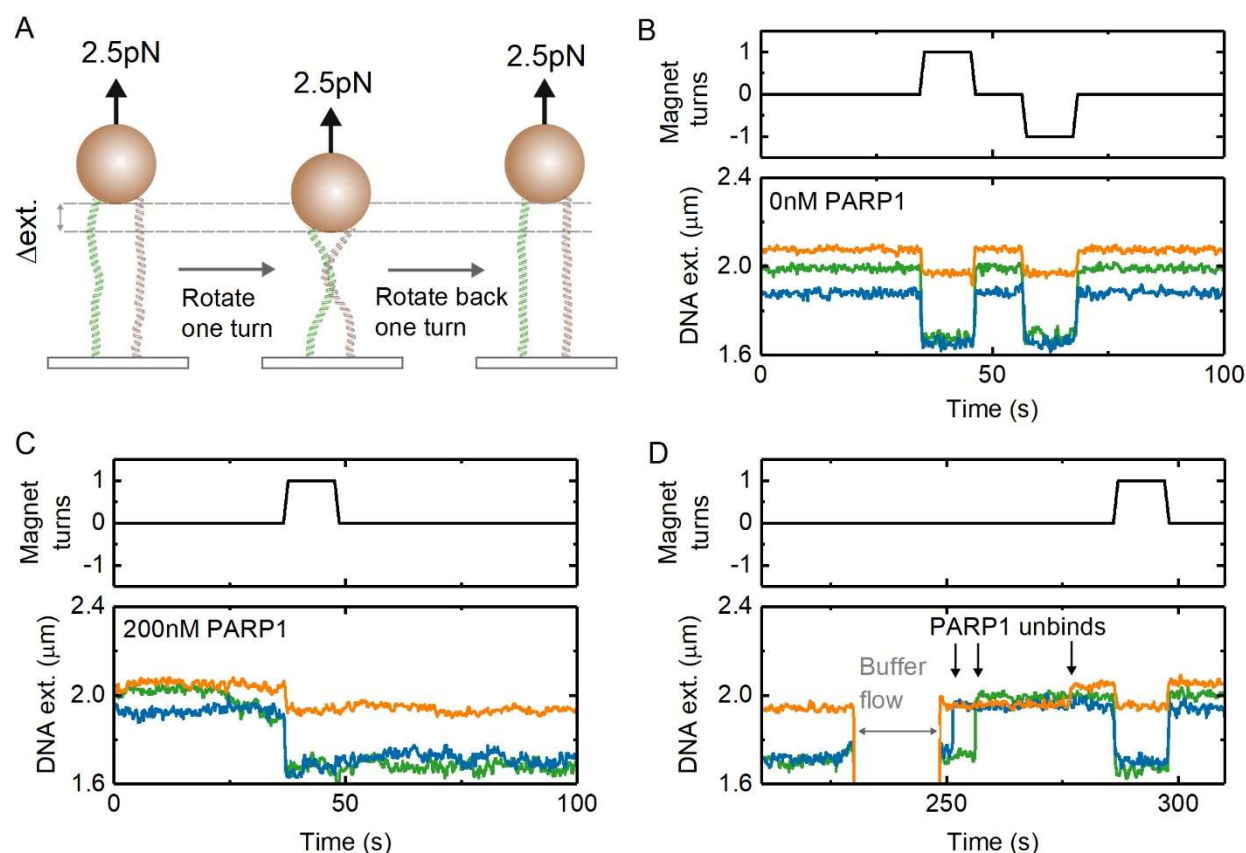 A
2.5pN
2.5pN
2.5pN
Δext.
Rotate
one turn
Rotate back
one turn
B
Magnet
turns
1
0
-1
DNA ext. (μm)
2.4
2.0
1.6
0nM PARP1
0
50
100
Time (s)
C
Magnet
turns
1
0
-1
DNA ext. (μm)
2.4
2.0
1.6
200nM PARP1
0
50
100
Time (s)
D
Magnet
turns
1
0
-1
DNA ext. (μm)
2.4
2.0
1.6
PARP1 unbinds
Buffer
flow
250
300
Time (s)